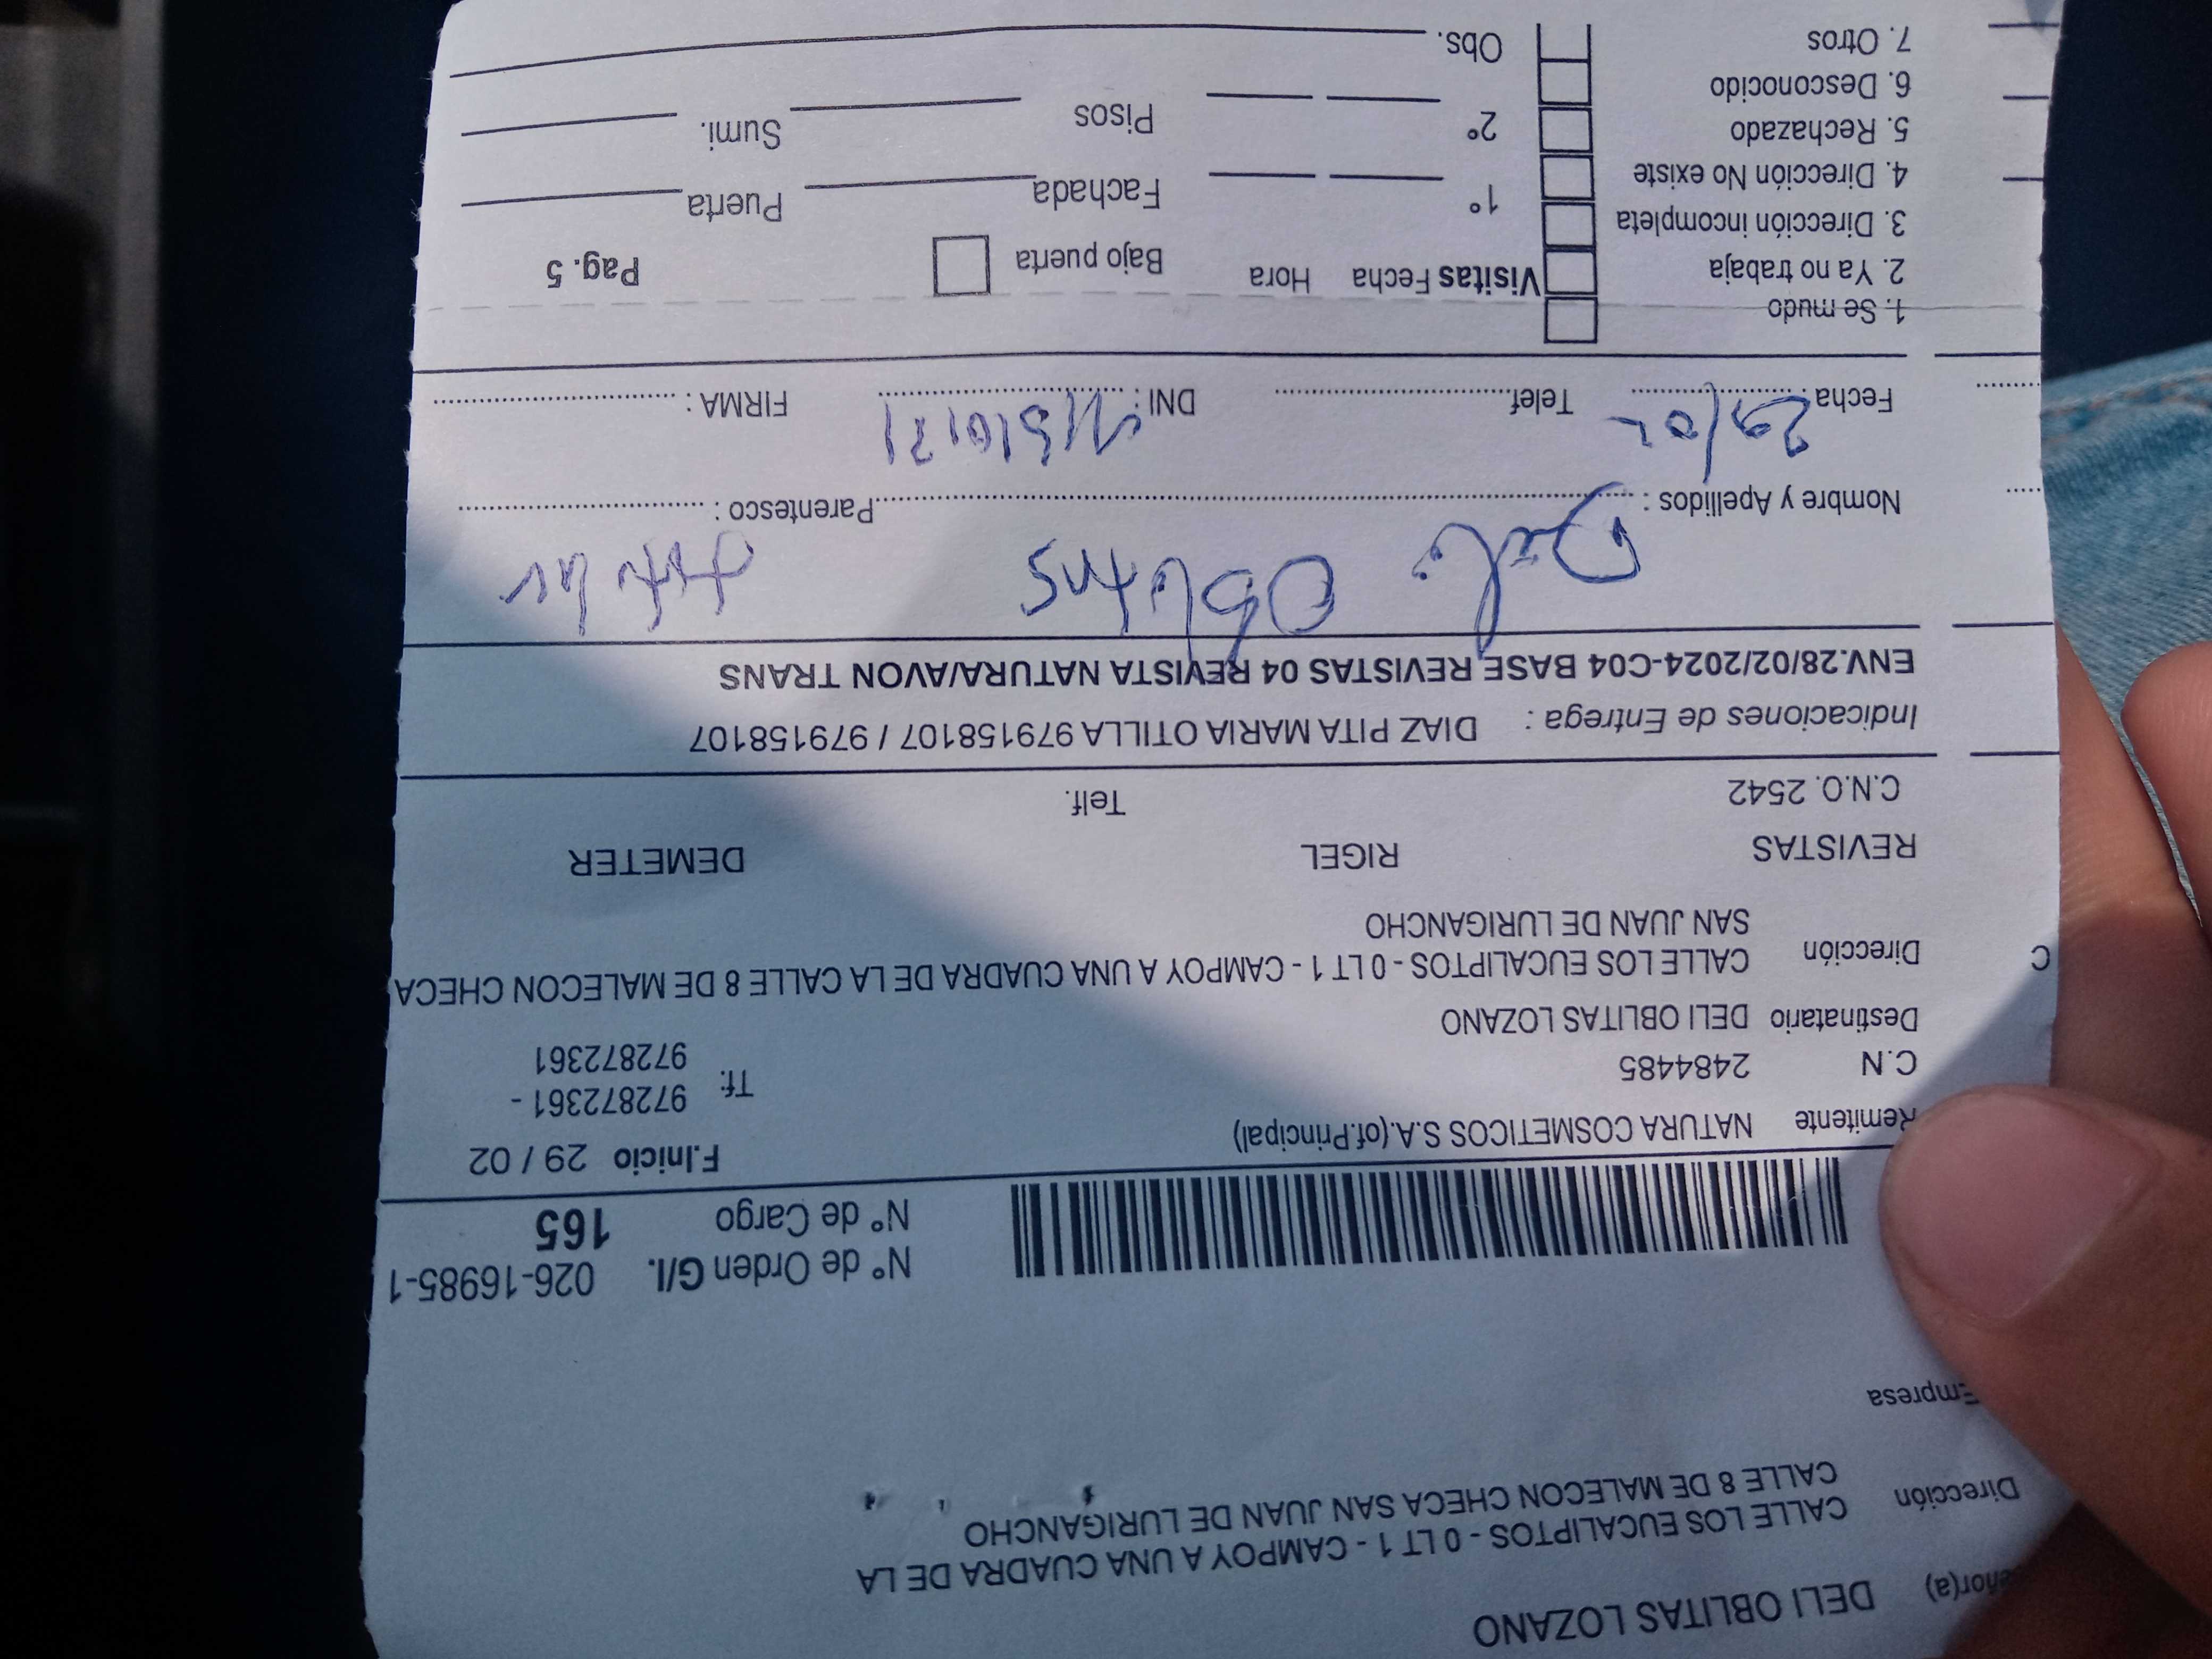 Señor(a) DELI OBLITAS LOZANO
Dirección CALLE LOS EUCALIPTOS - 0 LT 1 - CAMPOY A UNA CUADRA DE LA
CALLE 8 DE MALECON CHECA SAN JUAN DE LURIGANCHO
Empresa
N° de Orden G/I. 026-16985-1
N° de Cargo 165
F.Inicio 29 / 02
Remitente NATURA COSMETICOS S.A.(of.Principal)
C.N 2484485 Tf: 972872361 -
972872361
Destinatario DELI OBLITAS LOZANO
Dirección CALLE LOS EUCALIPTOS - 0 LT 1 - CAMPOY A UNA CUADRA DE LA CALLE 8 DE MALECON CHECA
SAN JUAN DE LURIGANCHO
C
REVISTAS RIGEL DEMETER
C.N.O. 2542 Telf.
Indicaciones de Entrega : DIAZ PITA MARIA OTILLA 979158107 / 979158107
ENV.28/02/2024-C04 BASE REVISTAS 04 REVISTA NATURA/AVON TRANS
Deli Oblitas
Nombre y Apellidos : Parentesco :
29/02
Fecha : Telef. DNI : FIRMA :
1. Se mudo
2. Ya no trabaja Visitas Fecha Hora Bajo puerta Pag. 5
3. Dirección incompleta 1° Fachada Puerta
4. Dirección No existe
5. Rechazado 2° Pisos Sumi.
6. Desconocido
7. Otros Obs.